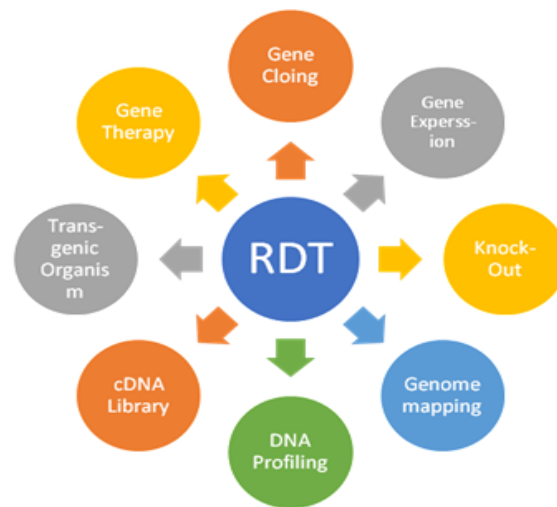 Gene
Cloing
Gene
Experss-
ion
Knock-
Out
Genome
mapping
DNA
Profiling
cDNA
Library
Trans-
genic
Organis
m
Gene
Therapy
RDT